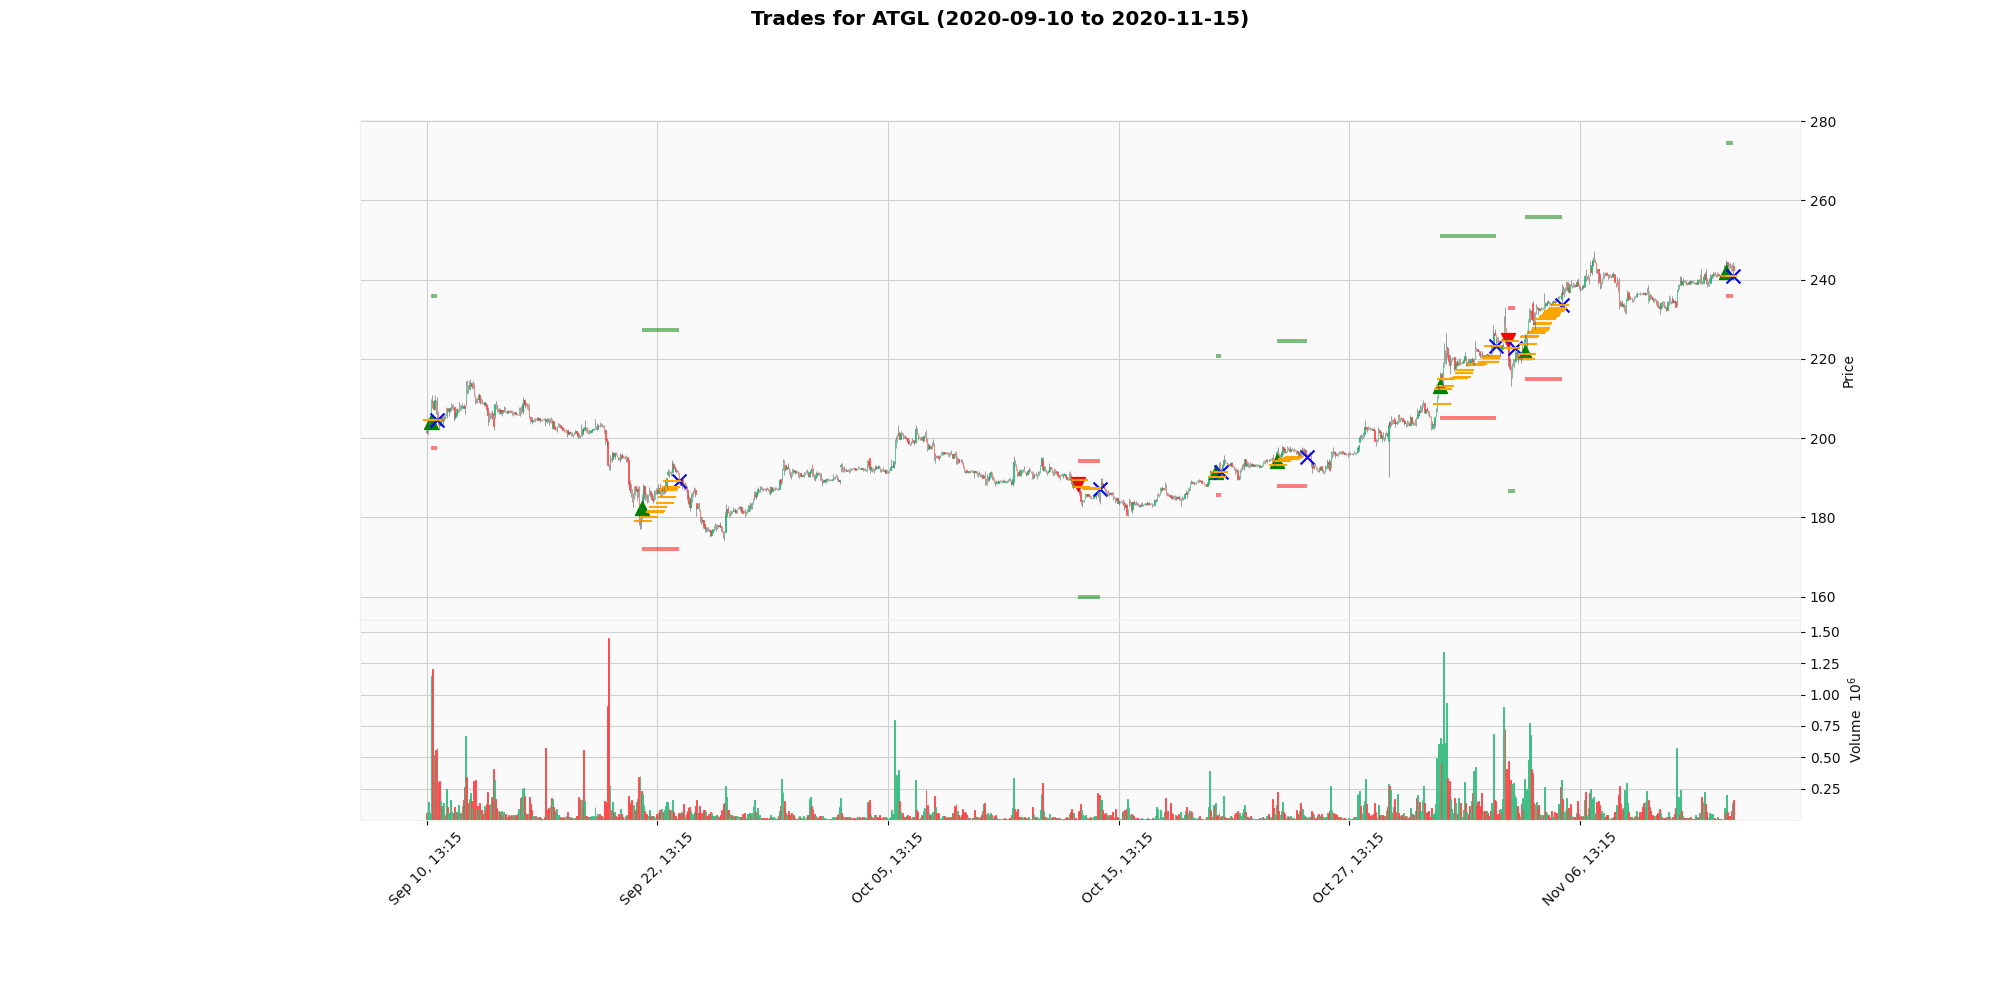 Trades for ATGL (2020-09-10 to 2020-11-15)
280
260
240
220
200
180
160
Price
1.50
1.25
1.00
0.75
0.50
0.25
Volume 10^6
Sep 10, 13:15
Sep 22, 13:15
Oct 05, 13:15
Oct 15, 13:15
Oct 27, 13:15
Nov 06, 13:15